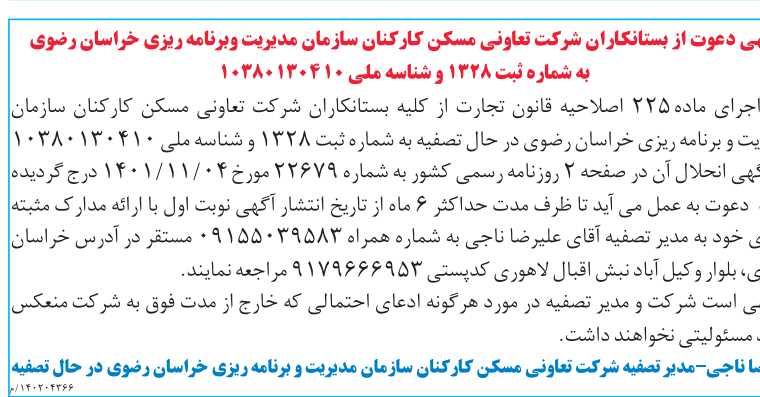 دعوت از بستانکاران شرکت تعاونی مسکن کارکنان سازمان مدیریت وبرنامه ریزی خراسان رضوی
به شماره ثبت ۱۳۲۸ و شناسه ملی ۱۰۳۸۰۱۳۰۴۱۰
اجرای ماده ۲۲۵ اصلاحیه قانون تجارت از کلیه بستانکاران شرکت تعاونی مسکن کارکنان سازمان
و برنامه ریزی خراسان رضوی در حال تصفیه به شماره ثبت ۱۳۲۸ و شناسه ملی ۱۰۳۸۰۱۳۰۴۱۰
انحلال آن در صفحه ۲ روزنامه رسمی کشور به شماره ۲۲۶۷۹ مورخ ۱۴۰۱/۱۱/۰۴ درج گردیده
دعوت به عمل می آید تا ظرف مدت حداکثر ۶ ماه از تاریخ انتشار آگهی نوبت اول با ارائه مدارک مثبته
خود به مدیر تصفیه آقای علیرضا ناجی به شماره همراه ۰۹۱۵۵۰۳۹۵۸۳ مستقر در آدرس خراسان
بلوار وکیل آباد نبش اقبال لاهوری کدپستی ۹۱۷۹۶۶۶۹۵۳ مراجعه نمایند.
است شرکت و مدیر تصفیه در مورد هرگونه ادعای احتمالی که خارج از مدت فوق به شرکت منعکس
مسئولیتی نخواهند داشت.
ناجی-مدیر تصفیه شرکت تعاونی مسکن کارکنان سازمان مدیریت و برنامه ریزی خراسان رضوی در حال تصفیه
۱۴۰۲۰۴۳۶۶/م